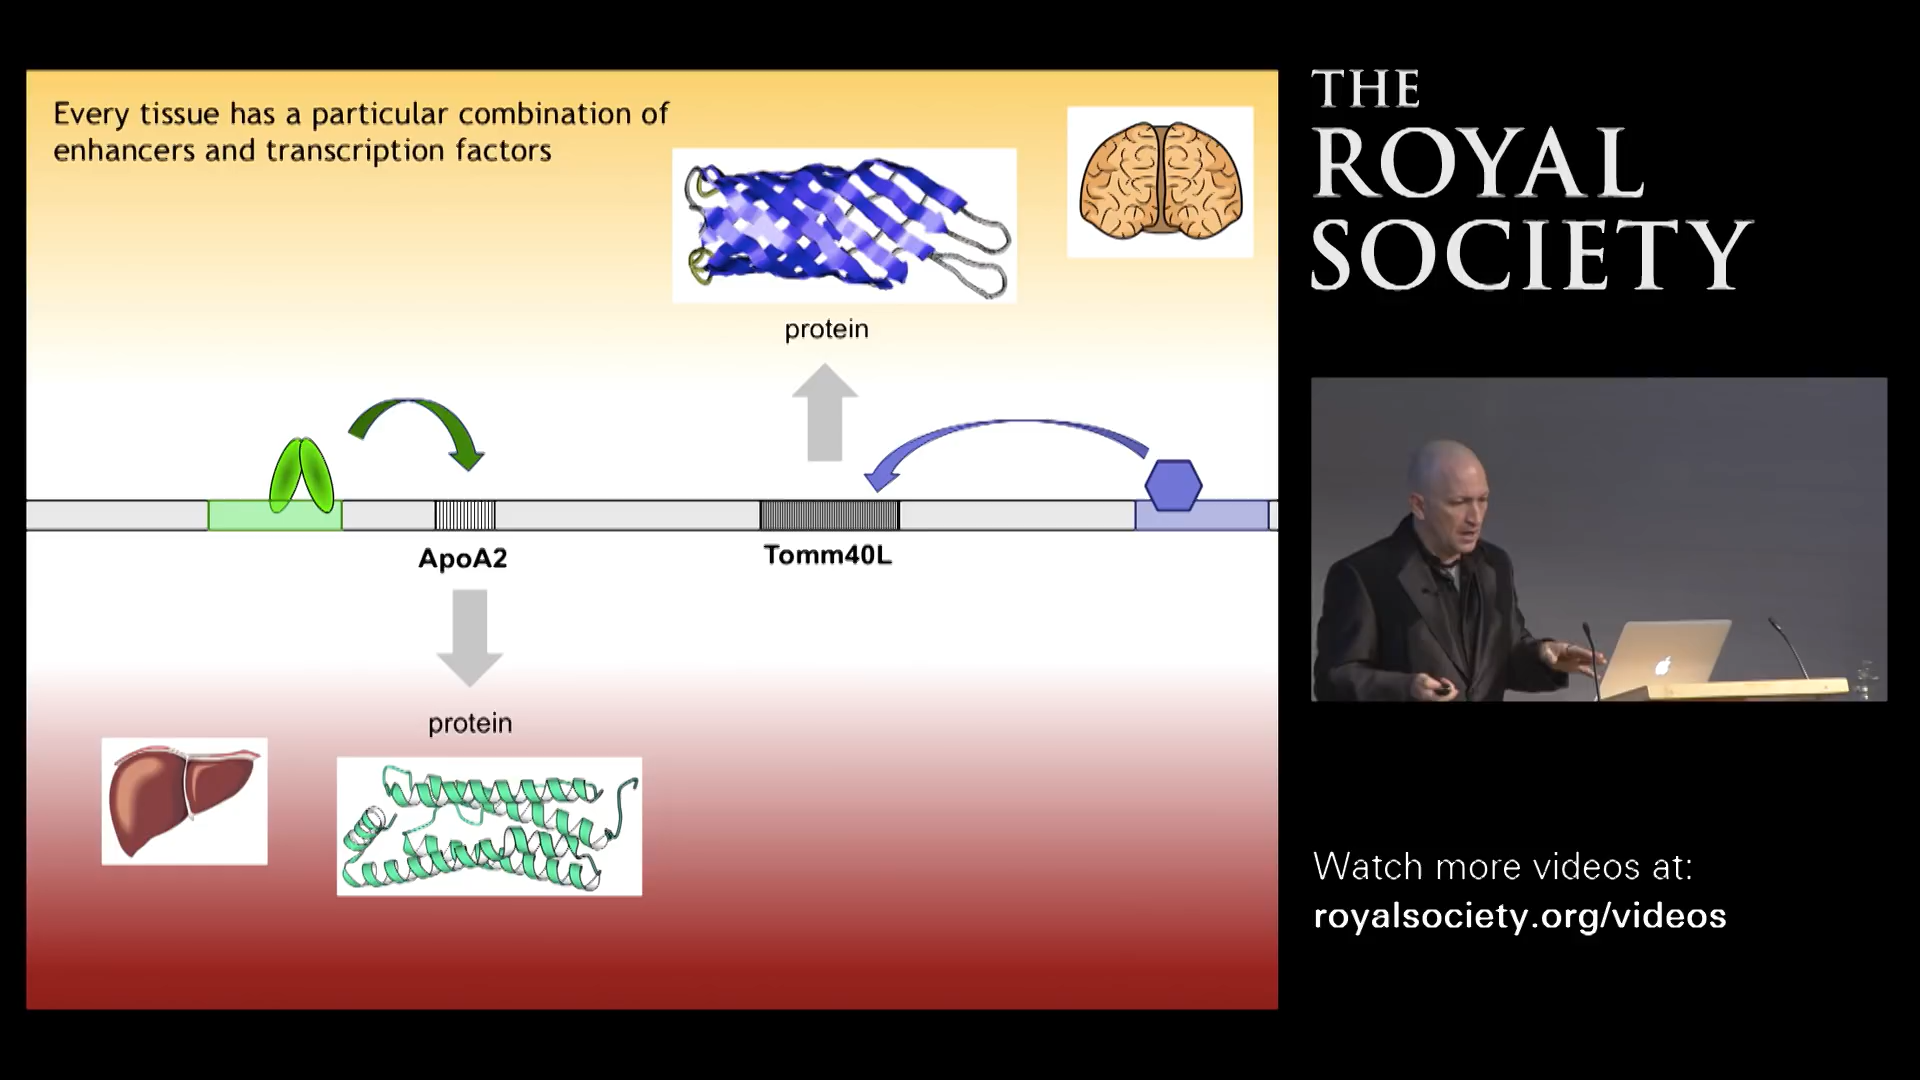 Every tissue has a particular combination of
enhancers and transcription factors
protein
ApoA2
Tomm40L
protein
THE
ROYAL
SOCIETY
Watch more videos at:
royalsociety.org/videos